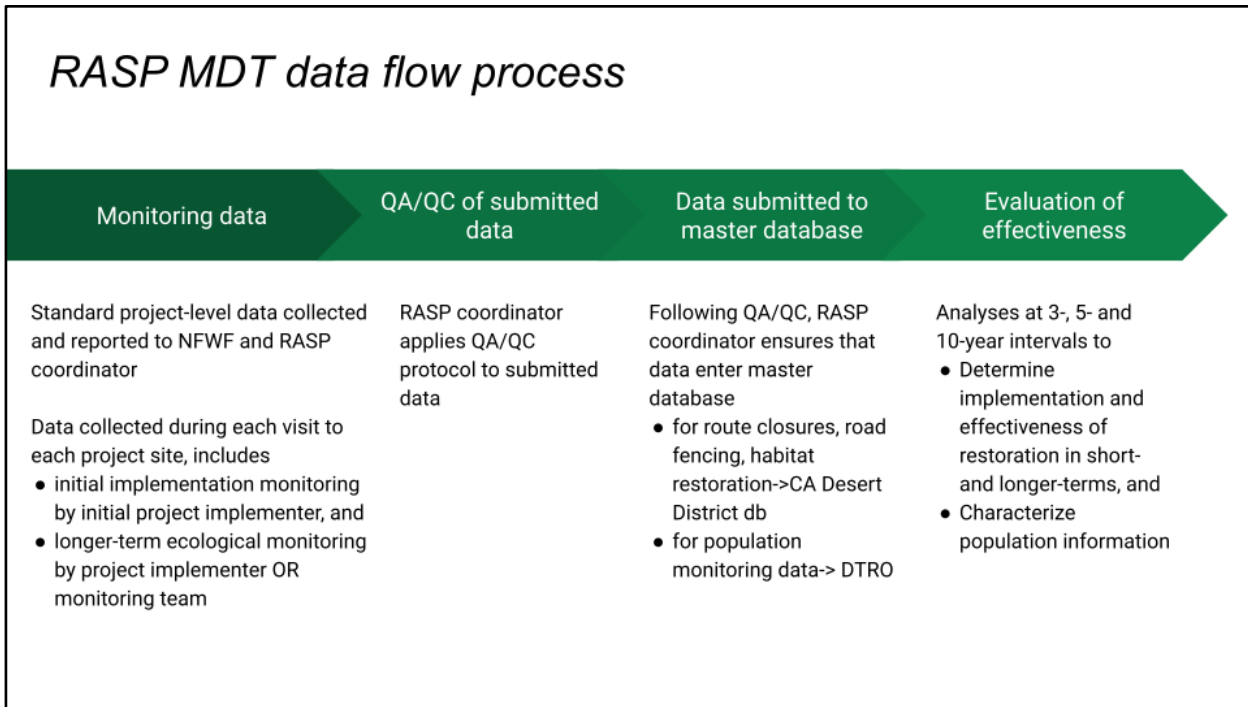 RASP MDT data flow process
Monitoring data
QA/QC of submitted
data
Data submitted to
master database
Evaluation of
effectiveness
Standard project-level data collected
and reported to NFWF and RASP
coordinator
Data collected during each visit to
each project site, includes
● initial implementation monitoring
by initial project implementer, and
● longer-term ecological monitoring
by project implementer OR
monitoring team
RASP coordinator
applies QA/QC
protocol to submitted
data
Following QA/QC, RASP
coordinator ensures that
data enter master
database
● for route closures, road
fencing, habitat
restoration->CA Desert
District db
● for population
monitoring data-> DTRO
Analyses at 3-, 5- and
10-year intervals to
● Determine
implementation and
effectiveness of
restoration in short-
and longer-terms, and
● Characterize
population information